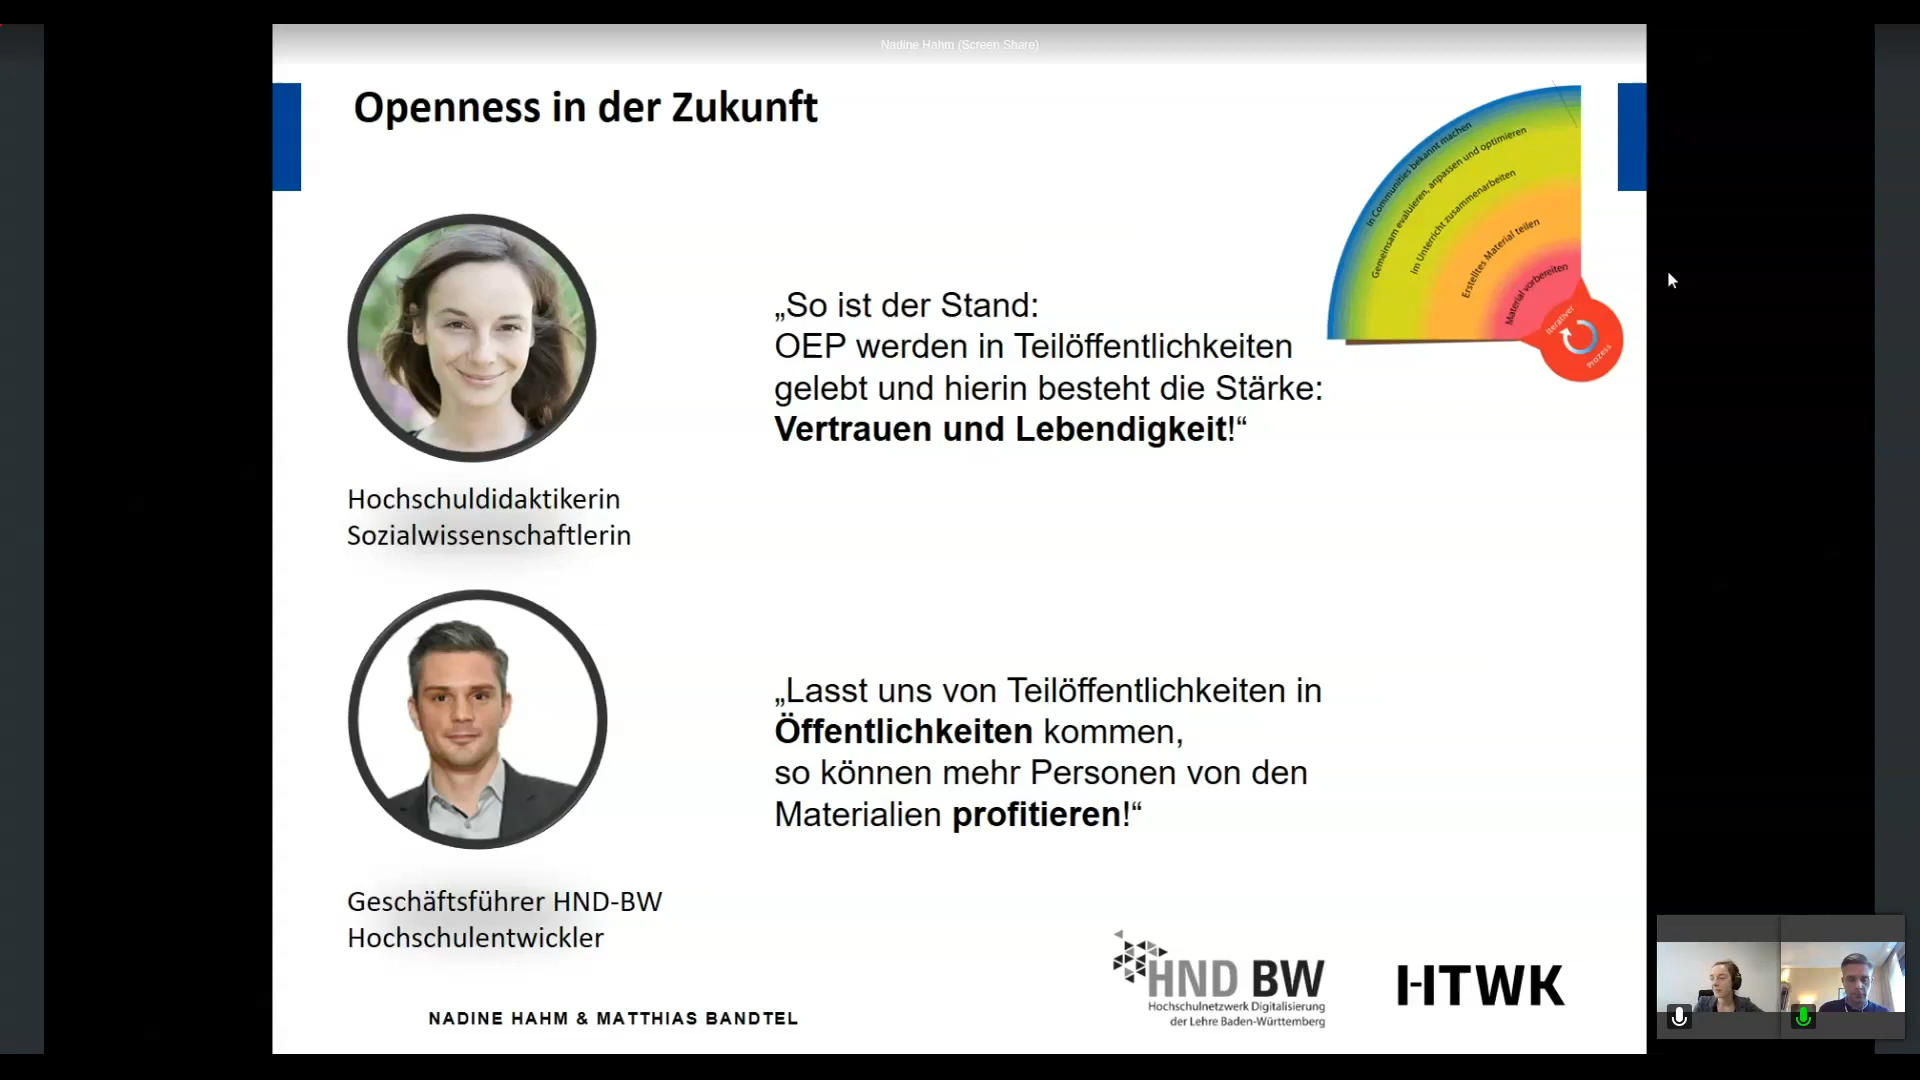 Nadine Hahm (Screen Share)
Openness in der Zukunft
In Communities bekannt machen
Gemeinsam evaluieren, anpassen und optimieren
Im Unterricht zusammenarbeiten
Erstelltes Material teilen
Material vorbereiten
Iterativer
Prozess
„So ist der Stand:
OEP werden in Teilöffentlichkeiten
gelebt und hierin besteht die Stärke:
Vertrauen und Lebendigkeit!“
Hochschuldidaktikerin
Sozialwissenschaftlerin
„Lasst uns von Teilöffentlichkeiten in
Öffentlichkeiten kommen,
so können mehr Personen von den
Materialien profitieren!“
Geschäftsführer HND-BW
Hochschulentwickler
HND BW
Hochschulnetzwerk Digitalisierung
der Lehre Baden-Württemberg
HTWK
NADINE HAHM & MATTHIAS BANDTEL